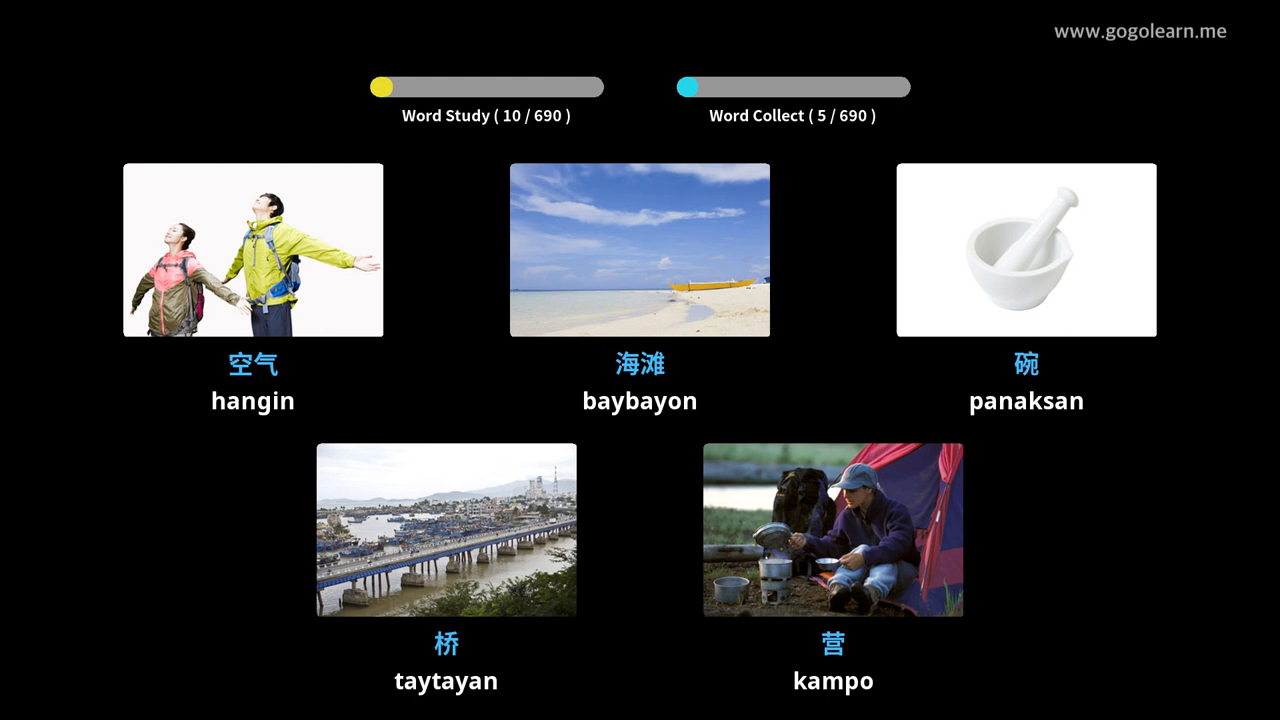 www.gogolearn.me
Word Study ( 10 / 690 )
Word Collect ( 5 / 690 )
空气
hangin
海滩
baybayon
碗
panaksan
桥
taytayan
营
kampo